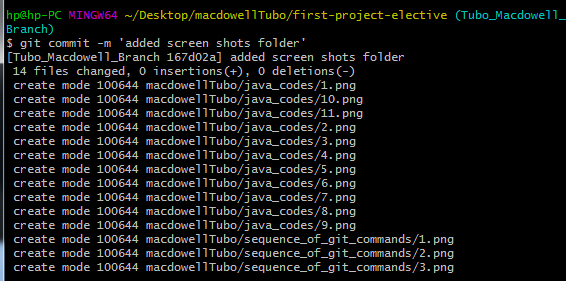 hp@hp-PC MINGW64 ~/Desktop/macdowellTubo/first-project-elective (Tubo_Macdowell_
Branch)
$ git commit -m 'added screen shots folder'
[Tubo_Macdowell_Branch 167d02a] added screen shots folder
 14 files changed, 0 insertions(+), 0 deletions(-)
 create mode 100644 macdowellTubo/java_codes/1.png
 create mode 100644 macdowellTubo/java_codes/10.png
 create mode 100644 macdowellTubo/java_codes/11.png
 create mode 100644 macdowellTubo/java_codes/2.png
 create mode 100644 macdowellTubo/java_codes/3.png
 create mode 100644 macdowellTubo/java_codes/4.png
 create mode 100644 macdowellTubo/java_codes/5.png
 create mode 100644 macdowellTubo/java_codes/6.png
 create mode 100644 macdowellTubo/java_codes/7.png
 create mode 100644 macdowellTubo/java_codes/8.png
 create mode 100644 macdowellTubo/java_codes/9.png
 create mode 100644 macdowellTubo/sequence_of_git_commands/1.png
 create mode 100644 macdowellTubo/sequence_of_git_commands/2.png
 create mode 100644 macdowellTubo/sequence_of_git_commands/3.png